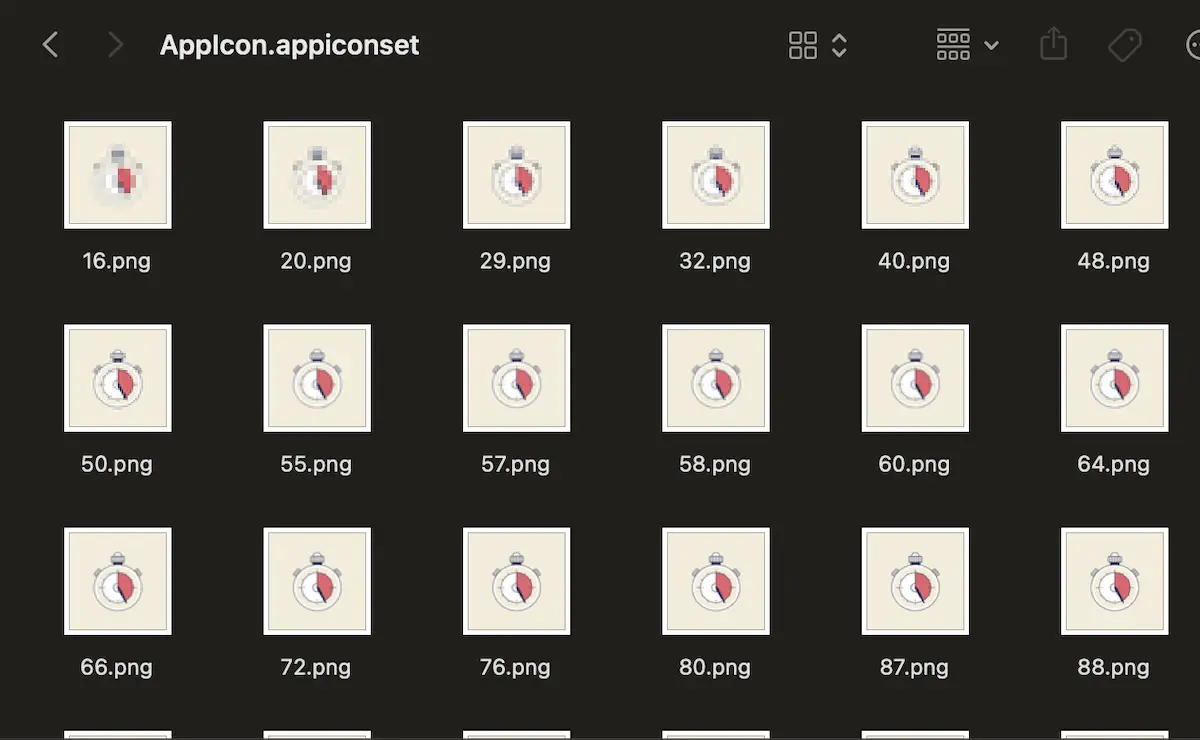 AppIcon.appiconset
16.png 20.png 29.png 32.png 40.png 48.png
50.png 55.png 57.png 58.png 60.png 64.png
66.png 72.png 76.png 80.png 87.png 88.png